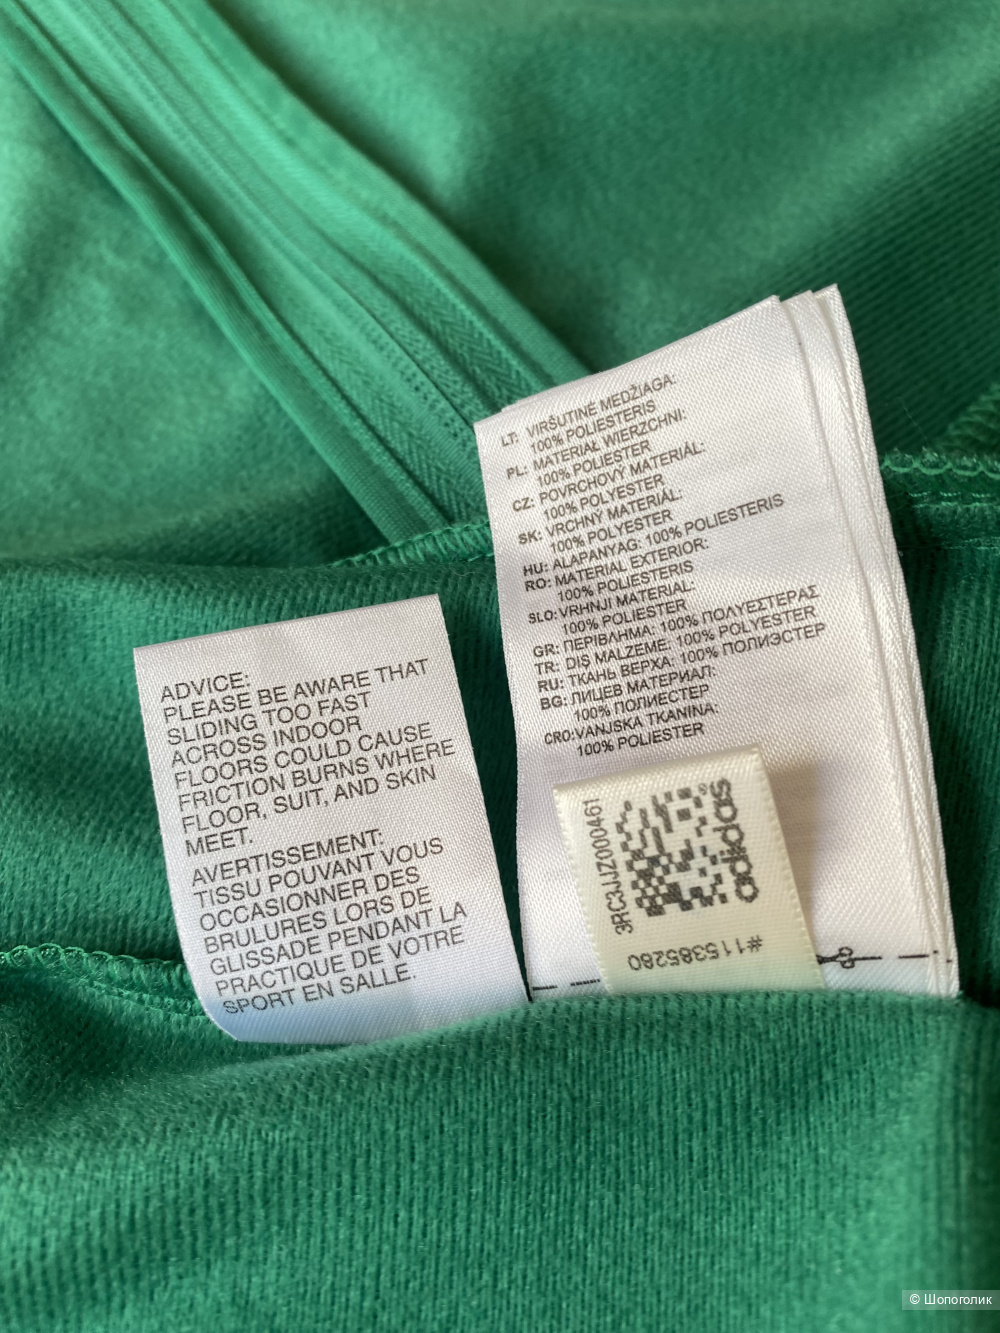 ADVICE:
PLEASE BE AWARE THAT
SLIDING TOO FAST
ACROSS INDOOR
FLOORS COULD CAUSE
FRICTION BURNS WHERE
FLOOR, SUIT, AND SKIN
MEET.
AVERTISSEMENT:
TISSU POUVANT VOUS
OCCASIONNER DES
BRULURES LORS DE
GLISSADE PENDANT LA
PRACTIQUE DE VOTRE
SPORT EN SALLE.
LT: VIRŠUTINĖ MEDŽIAGA:
100% POLIESTERIS
PL: MATERIAŁ WIERZCHNI:
100% POLIESTER
CZ: POVRCHOVÝ MATERIÁL:
100% POLYESTER
SK: VRCHNÝ MATERIÁL:
100% POLYESTER
HU: ALAPANYAG: 100% POLIESTERIS
RO: MATERIAL EXTERIOR:
100% POLIESTERIS
SLO: VRHNJI MATERIAL:
100% POLIESTER
GR: ΠΕΡΙΒΛΗΜΑ: 100% ΠΟΛΥΕΣΤΕΡΑΣ
TR: DIŞ MALZEME: 100% POLYESTER
RU: ТКАНЬ ВЕРХА: 100% ПОЛИЭСТЕР
BG: ЛИЦЕВ МАТЕРИАЛ:
100% ПОЛИЕСТЕР
CRO: VANJSKA TKANINA:
100% POLIESTER
3RC3JJZ000461
adidas
#115385280
© Шопоголик